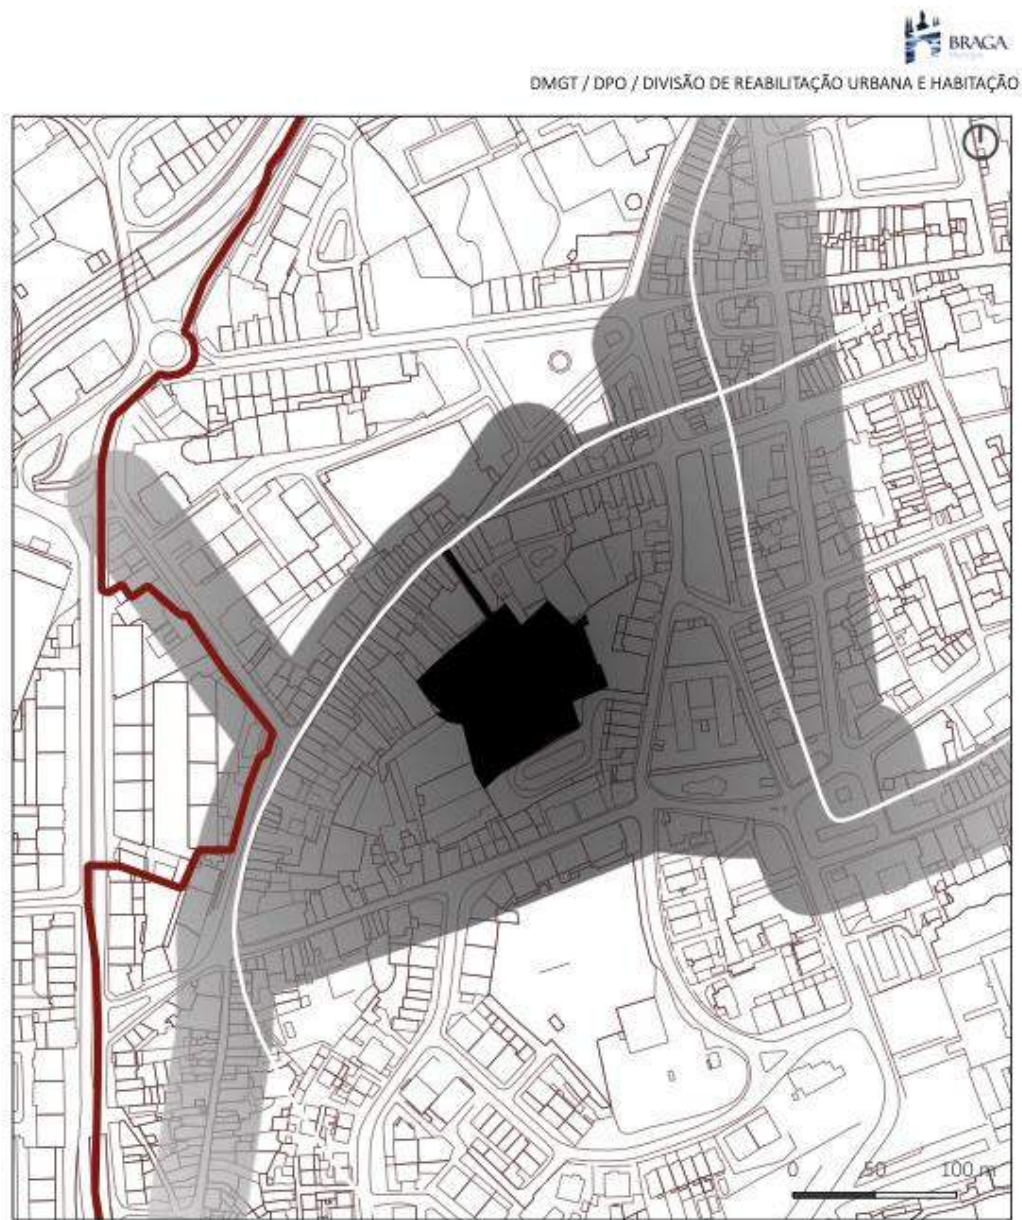 BRAGA
DMGT / DPO / DIVISÃO DE REABILITAÇÃO URBANA E HABITAÇÃO
0 50 100 m